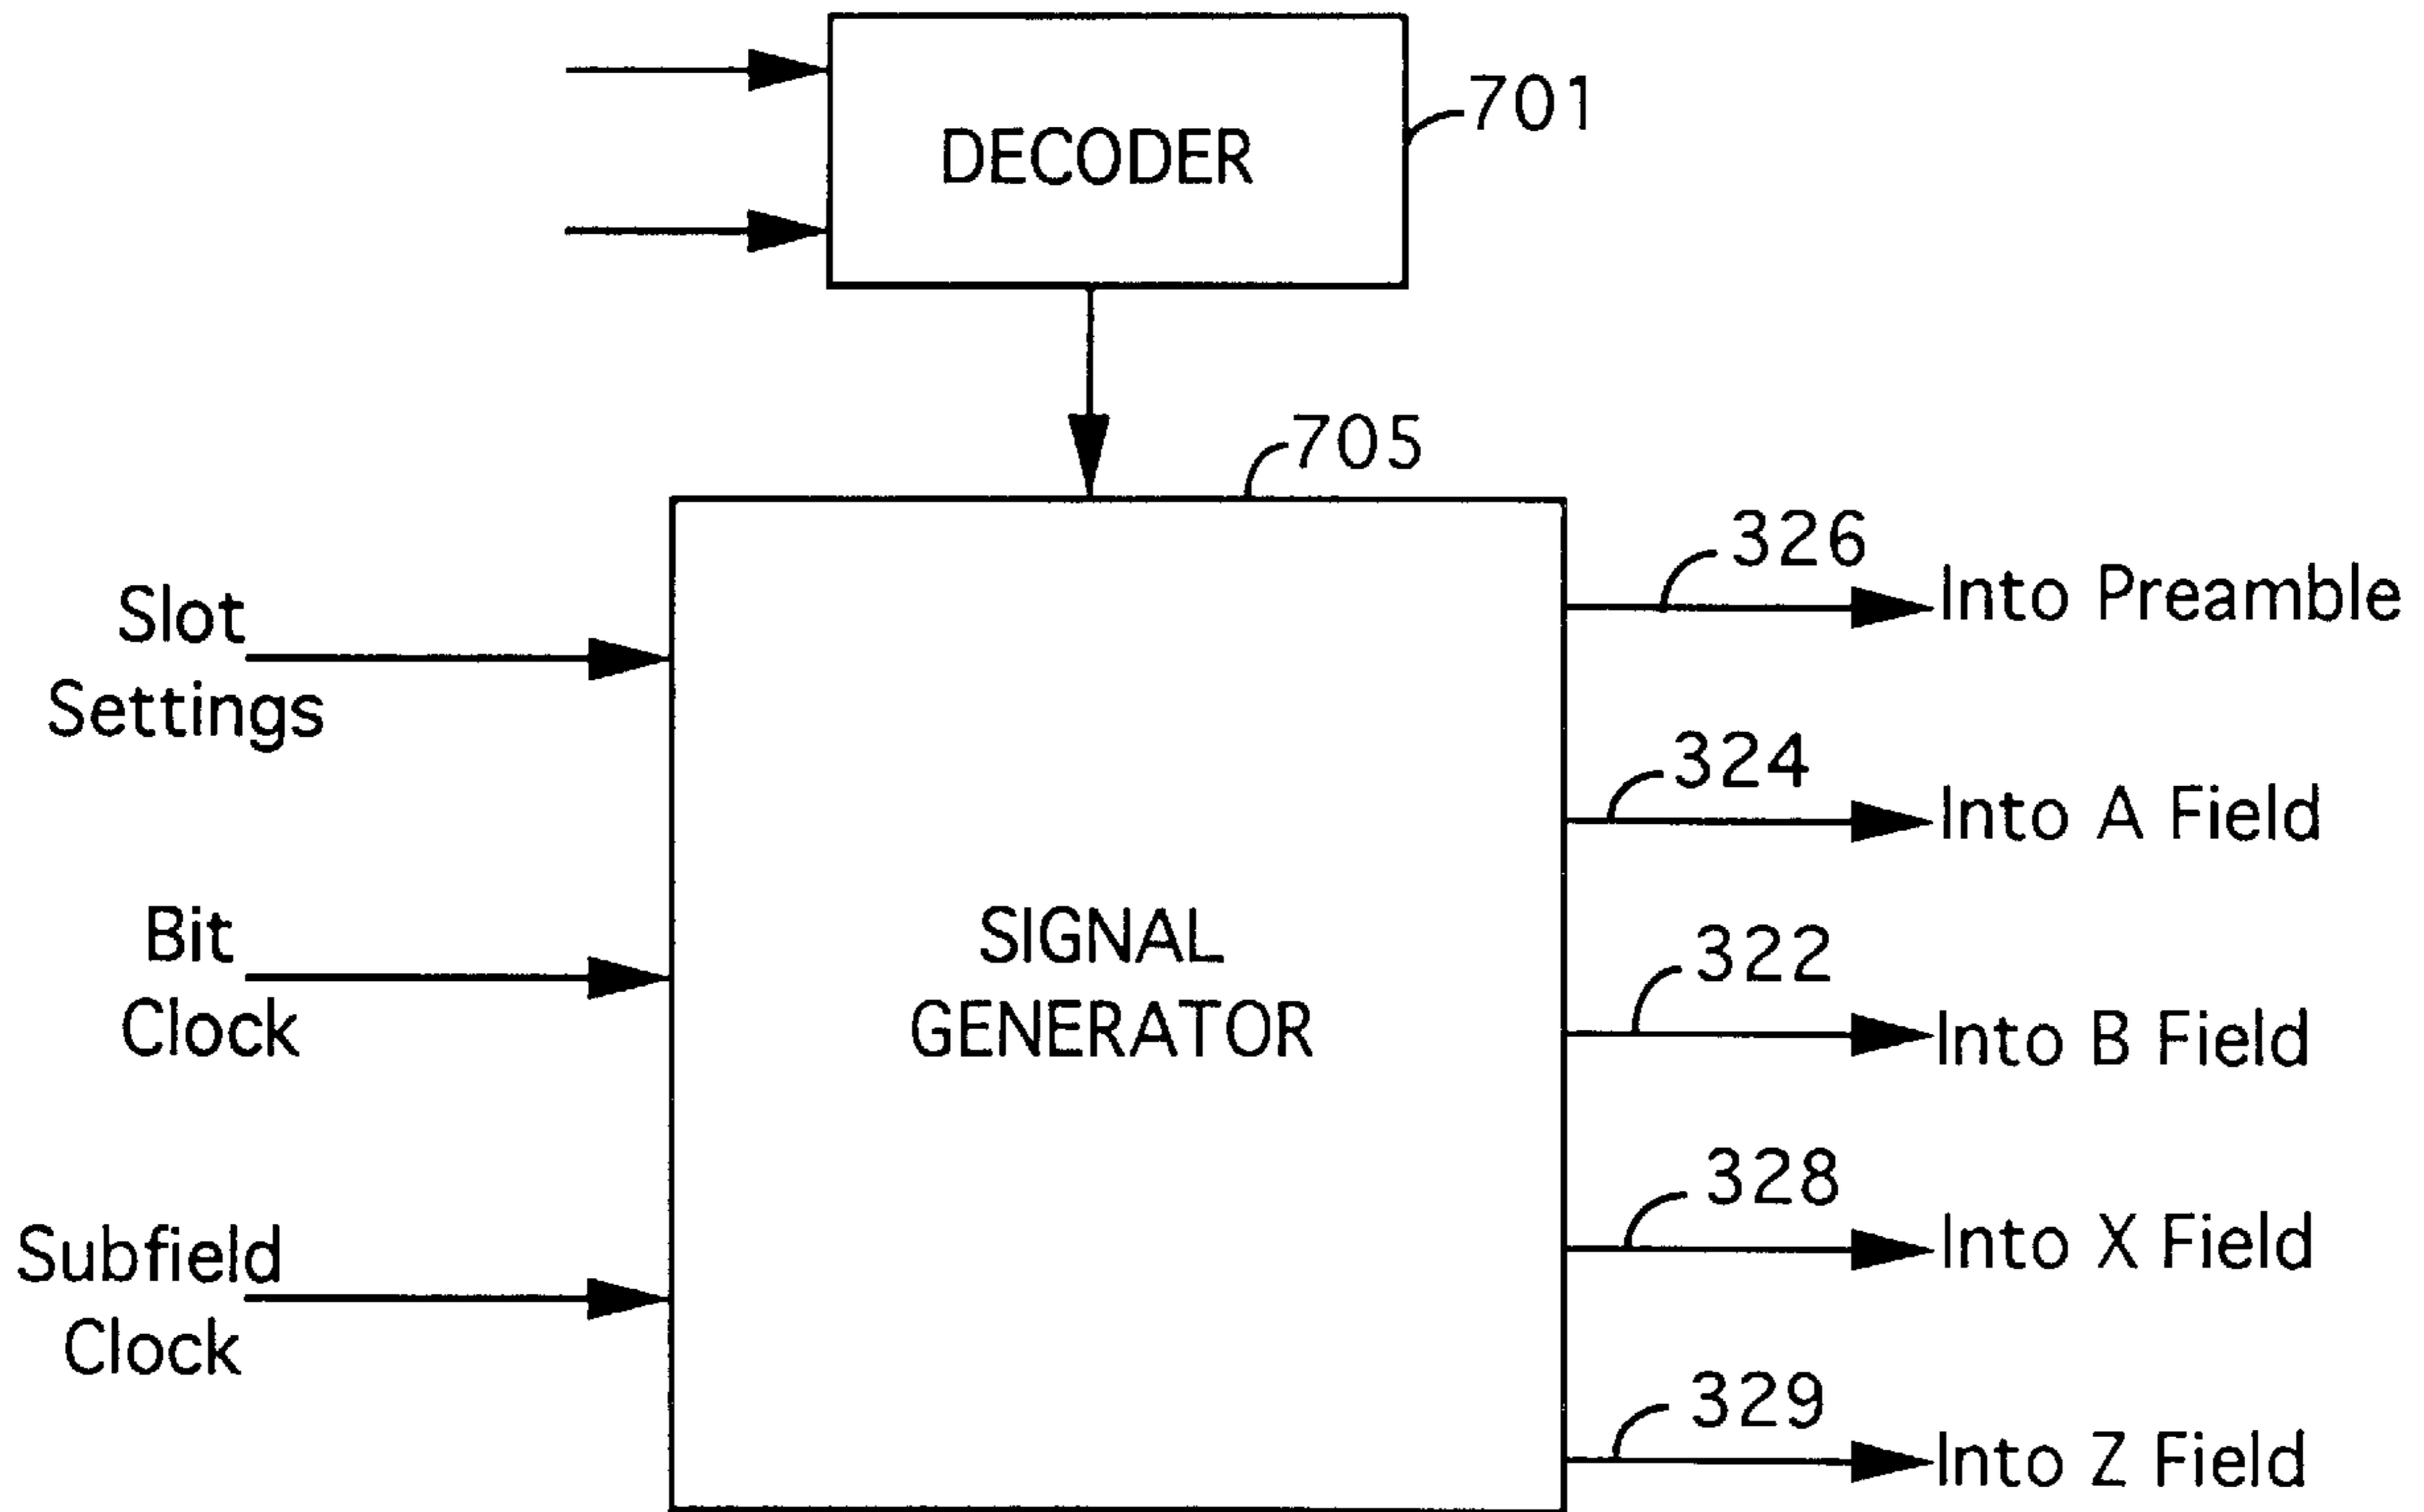 DECODER
701
705
Slot
Settings
Bit
Clock
Subfield
Clock
SIGNAL
GENERATOR
326
Into Preamble
324
Into A Field
322
Into B Field
328
Into X Field
329
Into Z Field